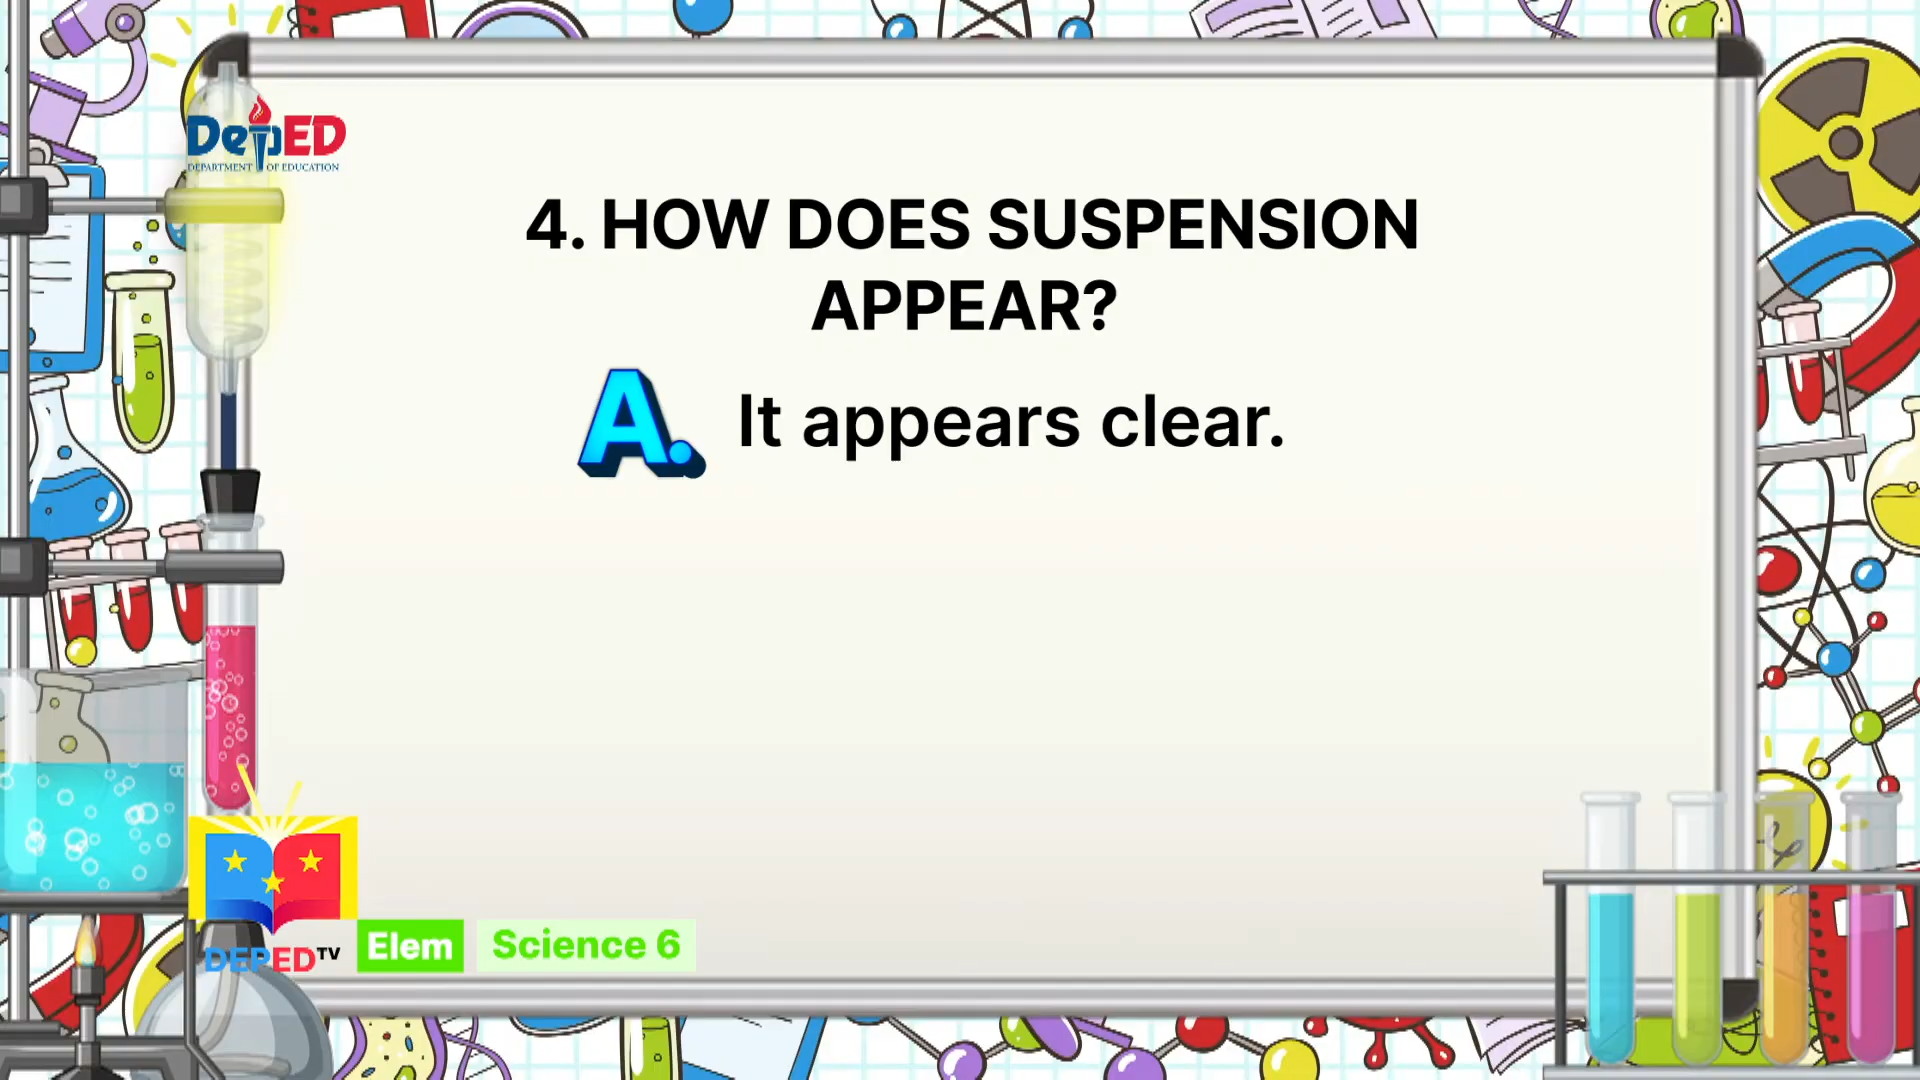 DepED
DEPARTMENT OF EDUCATION
4. HOW DOES SUSPENSION
APPEAR?
A. It appears clear.
DEPED TV
Elem
Science 6